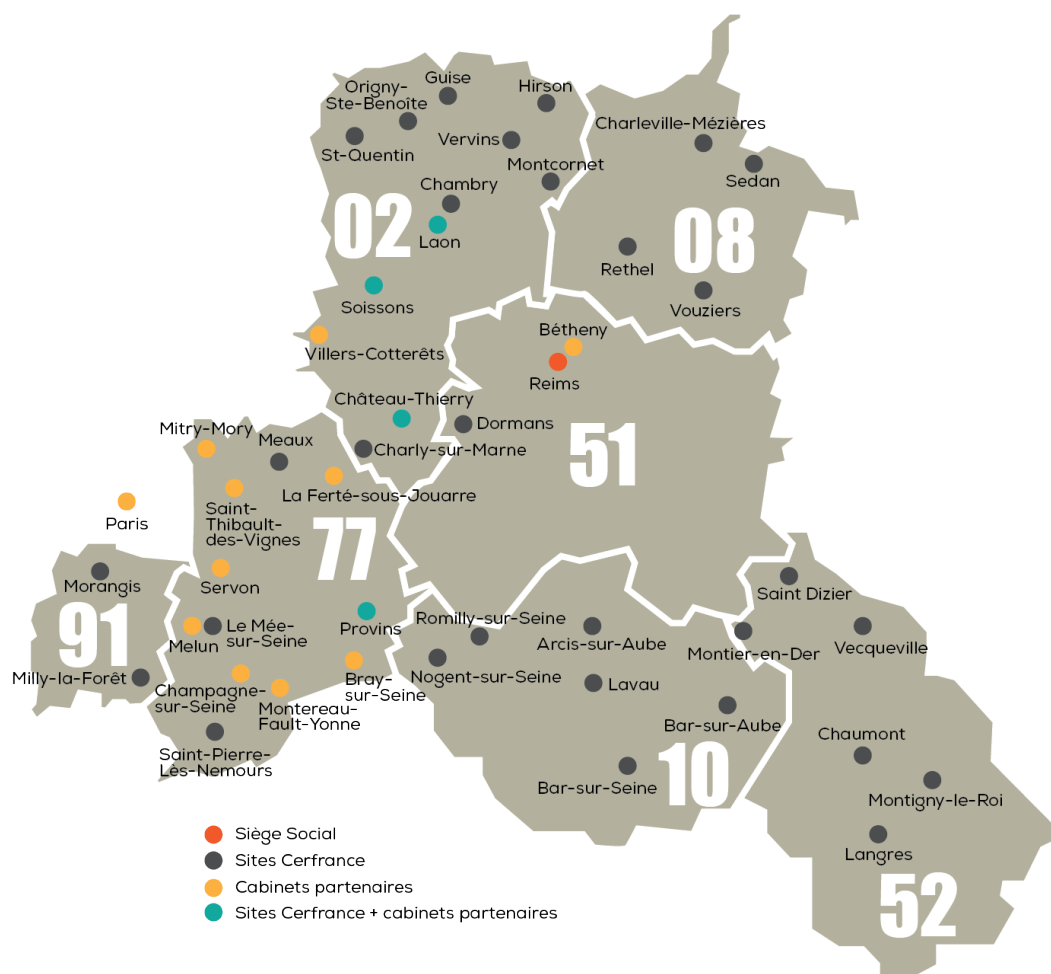 Guise
Origny-
Ste-Benoîte
Hirson
St-Quentin
Vervins
Montcornet
Chambry
02
Laon
Soissons
Villers-Cotterêts
Château-Thierry
Charly-sur-Marne
Charleville-Mézières
Sedan
08
Rethel
Vouziers
Bétheny
Reims
Dormans
51
Mitry-Mory
Meaux
La Ferté-sous-Jouarre
Saint-
Thibault-
des-Vignes
77
Paris
Servon
Morangis
91
Milly-la-Forêt
Melun
Le Mée-
sur-Seine
Provins
Champagne-
sur-Seine
Montereau-
Fault-Yonne
Bray-
sur-Seine
Saint-Pierre-
Lès-Nemours
Romilly-sur-Seine
Nogent-sur-Seine
Arcis-sur-Aube
Lavau
Bar-sur-Aube
Bar-sur-Seine
10
Saint Dizier
Montier-en-Der
Vecqueville
Chaumont
Montigny-le-Roi
Langres
52
Siège Social
Sites Cerfrance
Cabinets partenaires
Sites Cerfrance + cabinets partenaires